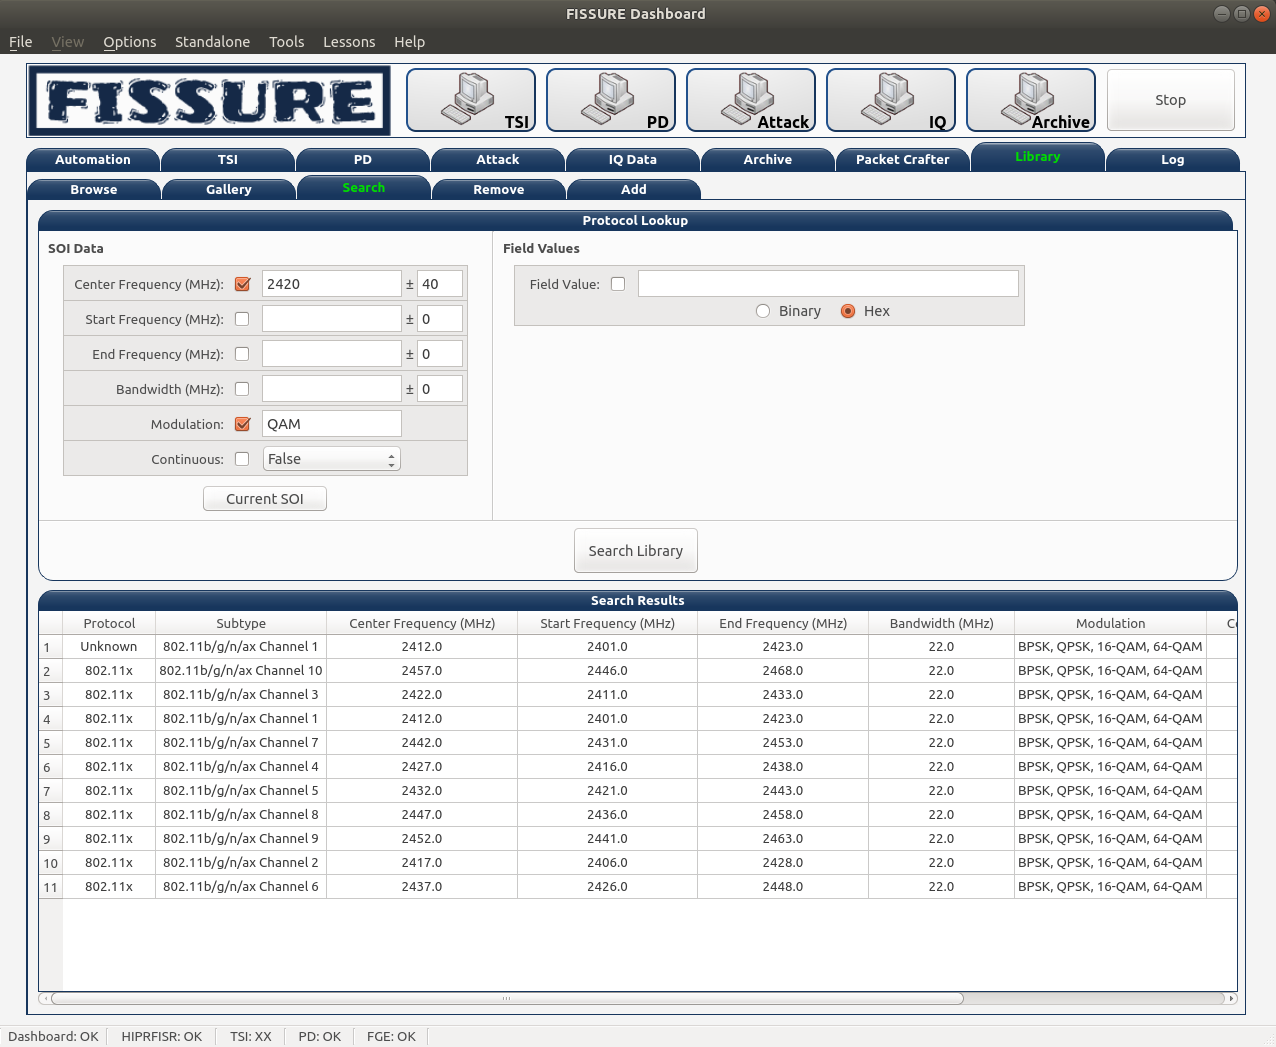 FISSURE Dashboard
File View Options Standalone Tools Lessons Help
FISSURE TSI PD Attack IQ Archive Stop
Automation TSI PD Attack IQ Data Archive Packet Crafter Library Log
Browse Gallery Search Remove Add
Protocol Lookup
SOI Data
Center Frequency (MHz): 2420 ± 40
Start Frequency (MHz): ± 0
End Frequency (MHz): ± 0
Bandwidth (MHz): ± 0
Modulation: QAM
Continuous: False
Current SOI
Field Values
Field Value:
Binary Hex
Search Library
Search Results
Protocol Subtype Center Frequency (MHz) Start Frequency (MHz) End Frequency (MHz) Bandwidth (MHz) Modulation
1 Unknown 802.11b/g/n/ax Channel 1 2412.0 2401.0 2423.0 22.0 BPSK, QPSK, 16-QAM, 64-QAM
2 802.11x 802.11b/g/n/ax Channel 10 2457.0 2446.0 2468.0 22.0 BPSK, QPSK, 16-QAM, 64-QAM
3 802.11x 802.11b/g/n/ax Channel 3 2422.0 2411.0 2433.0 22.0 BPSK, QPSK, 16-QAM, 64-QAM
4 802.11x 802.11b/g/n/ax Channel 1 2412.0 2401.0 2423.0 22.0 BPSK, QPSK, 16-QAM, 64-QAM
5 802.11x 802.11b/g/n/ax Channel 7 2442.0 2431.0 2453.0 22.0 BPSK, QPSK, 16-QAM, 64-QAM
6 802.11x 802.11b/g/n/ax Channel 4 2427.0 2416.0 2438.0 22.0 BPSK, QPSK, 16-QAM, 64-QAM
7 802.11x 802.11b/g/n/ax Channel 5 2432.0 2421.0 2443.0 22.0 BPSK, QPSK, 16-QAM, 64-QAM
8 802.11x 802.11b/g/n/ax Channel 8 2447.0 2436.0 2458.0 22.0 BPSK, QPSK, 16-QAM, 64-QAM
9 802.11x 802.11b/g/n/ax Channel 9 2452.0 2441.0 2463.0 22.0 BPSK, QPSK, 16-QAM, 64-QAM
10 802.11x 802.11b/g/n/ax Channel 2 2417.0 2406.0 2428.0 22.0 BPSK, QPSK, 16-QAM, 64-QAM
11 802.11x 802.11b/g/n/ax Channel 6 2437.0 2426.0 2448.0 22.0 BPSK, QPSK, 16-QAM, 64-QAM
Dashboard: OK HIPRFISR: OK TSI: XX PD: OK FGE: OK